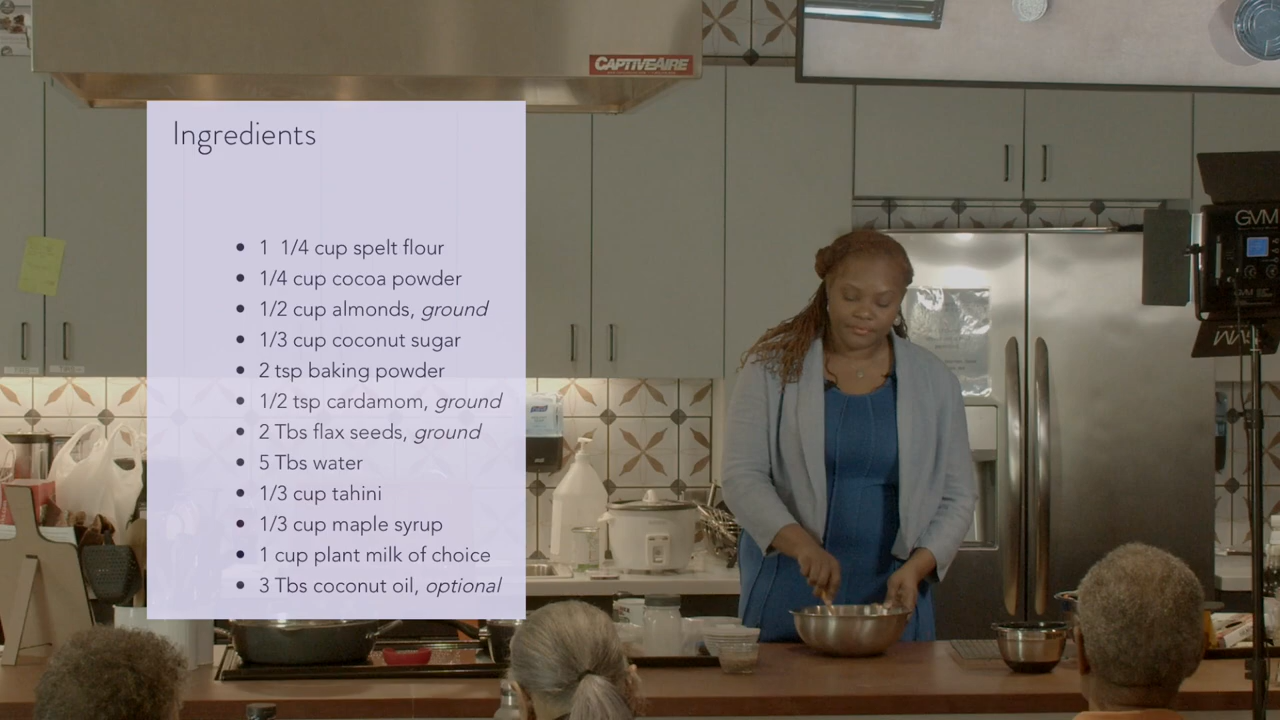 CAPTIVEAIRE
Ingredients
• 1 1/4 cup spelt flour
• 1/4 cup cocoa powder
• 1/2 cup almonds, ground
• 1/3 cup coconut sugar
• 2 tsp baking powder
• 1/2 tsp cardamom, ground
• 2 Tbs flax seeds, ground
• 5 Tbs water
• 1/3 cup tahini
• 1/3 cup maple syrup
• 1 cup plant milk of choice
• 3 Tbs coconut oil, optional
GVM